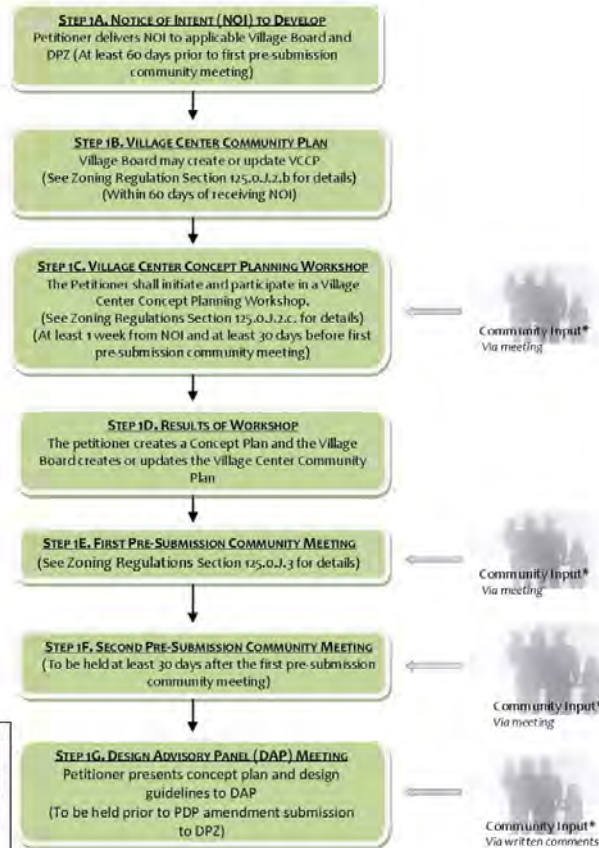 STEP 1A. NOTICE OF INTENT (NOI) TO DEVELOP
Petitioner delivers NOI to applicable Village Board and
DPZ (At least 60 days prior to first pre-submission
community meeting)
STEP 1B. VILLAGE CENTER COMMUNITY PLAN
Village Board may create or update VCCP
(See Zoning Regulation Section 125.0.J.2.b for details)
(Within 60 days of receiving NOI)
STEP 1C. VILLAGE CENTER CONCEPT PLANNING WORKSHOP
The Petitioner shall initiate and participate in a Village
Center Concept Planning Workshop.
(See Zoning Regulations Section 125.0.J.2.c. for details)
(At least 1 week from NOI and at least 30 days before first
pre-submission community meeting)
Community Input*
Via meeting
STEP 1D. RESULTS OF WORKSHOP
The petitioner creates a Concept Plan and the Village
Board creates or updates the Village Center Community
Plan
STEP 1E. FIRST PRE-SUBMISSION COMMUNITY MEETING
(See Zoning Regulations Section 125.0.J.3 for details)
Community Input*
Via meeting
STEP 1F. SECOND PRE-SUBMISSION COMMUNITY MEETING
(To be held at least 30 days after the first pre-submission
community meeting)
Community Input*
Via meeting
STEP 1G. DESIGN ADVISORY PANEL (DAP) MEETING
Petitioner presents concept plan and design
guidelines to DAP
(To be held prior to PDP amendment submission
to DPZ)
Community Input*
Via written comments